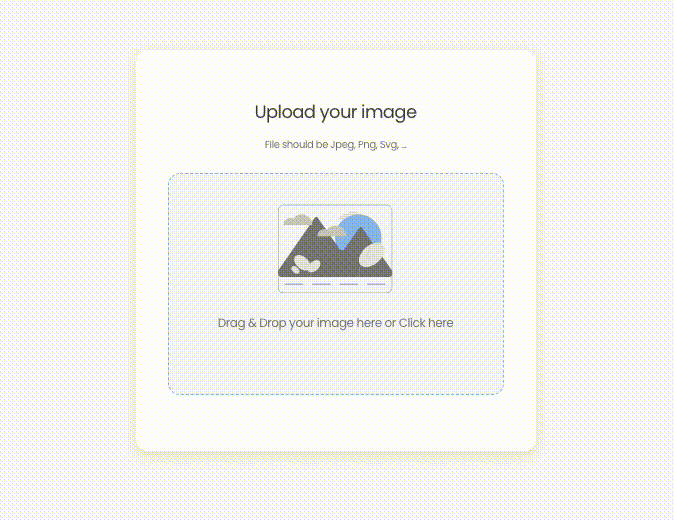 Upload your image
File should be Jpeg, Png, Svg, ...
Drag & Drop your image here or Click here